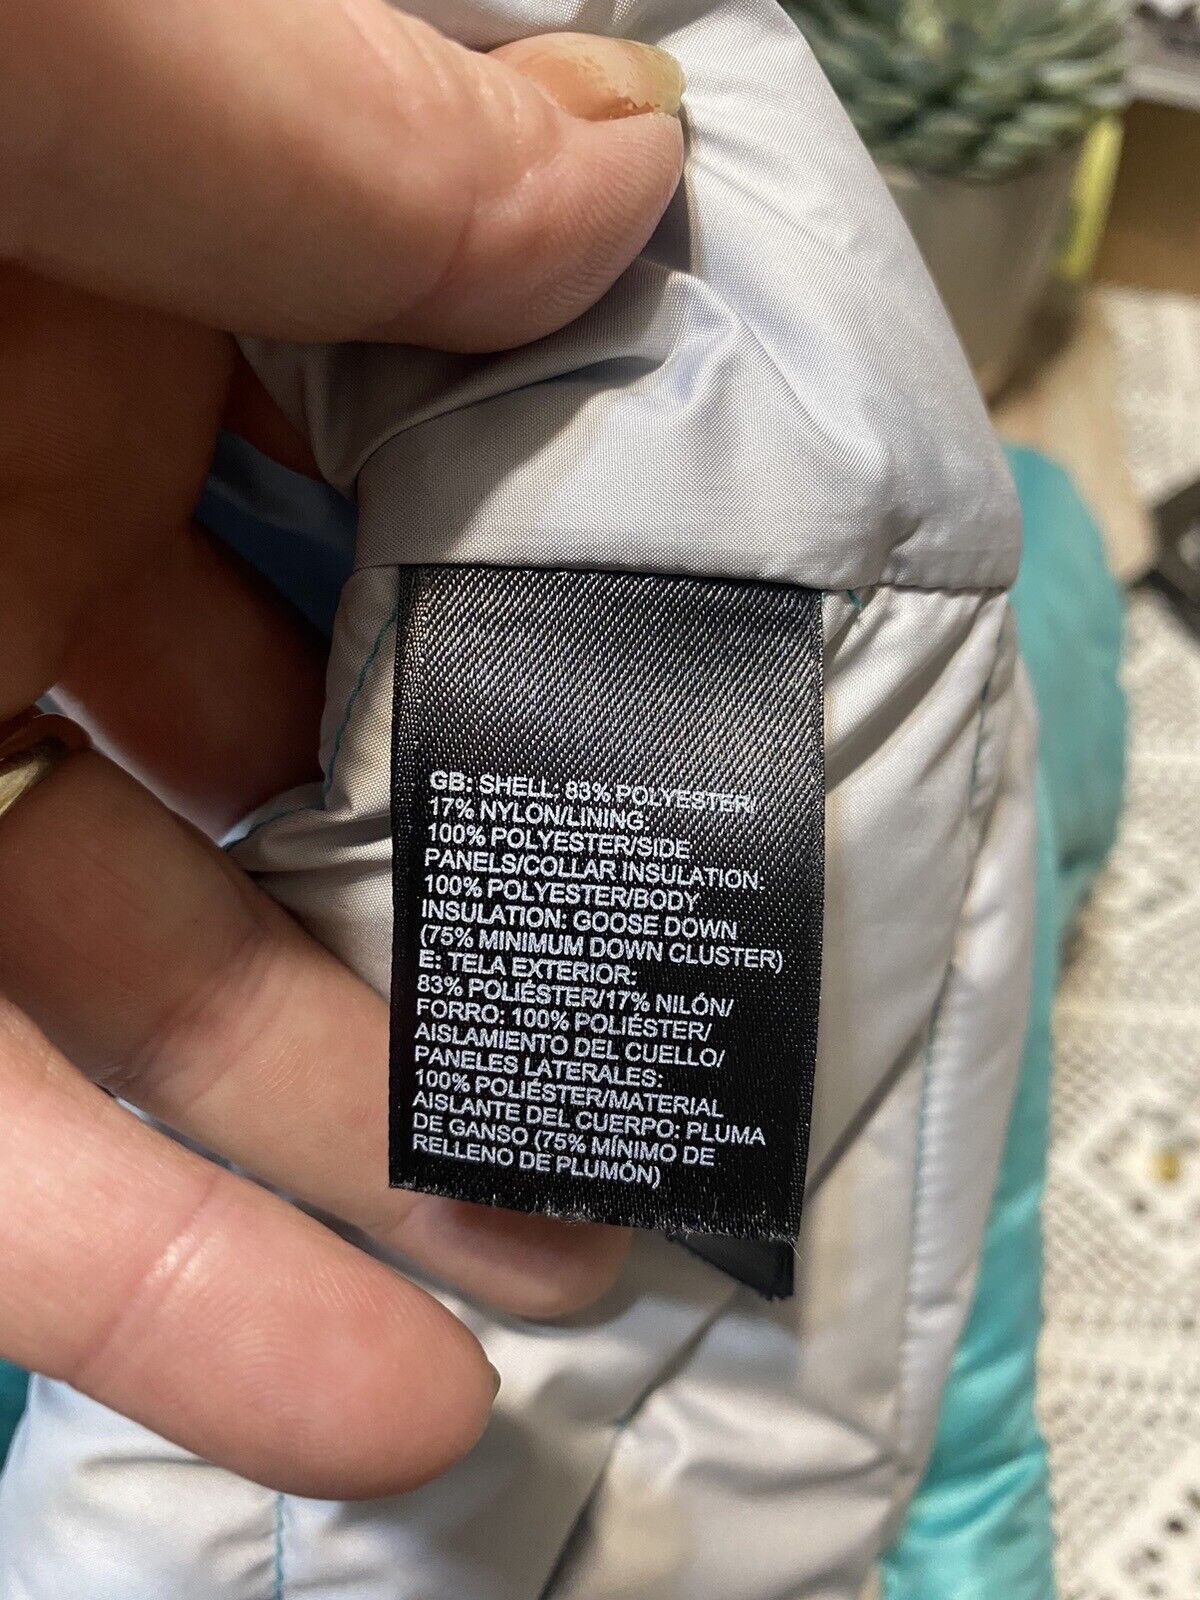 GB: SHELL: 83% POLYESTER/
17% NYLON/LINING:
100% POLYESTER/SIDE
PANELS/COLLAR INSULATION:
100% POLYESTER/BODY
INSULATION: GOOSE DOWN
(75% MINIMUM DOWN CLUSTER)
E: TELA EXTERIOR:
83% POLIÉSTER/17% NILÓN/
FORRO: 100% POLIÉSTER/
AISLAMIENTO DEL CUELLO/
PANELES LATERALES:
100% POLIÉSTER/MATERIAL
AISLANTE DEL CUERPO: PLUMA
DE GANSO (75% MÍNIMO DE
RELLENO DE PLUMÓN)